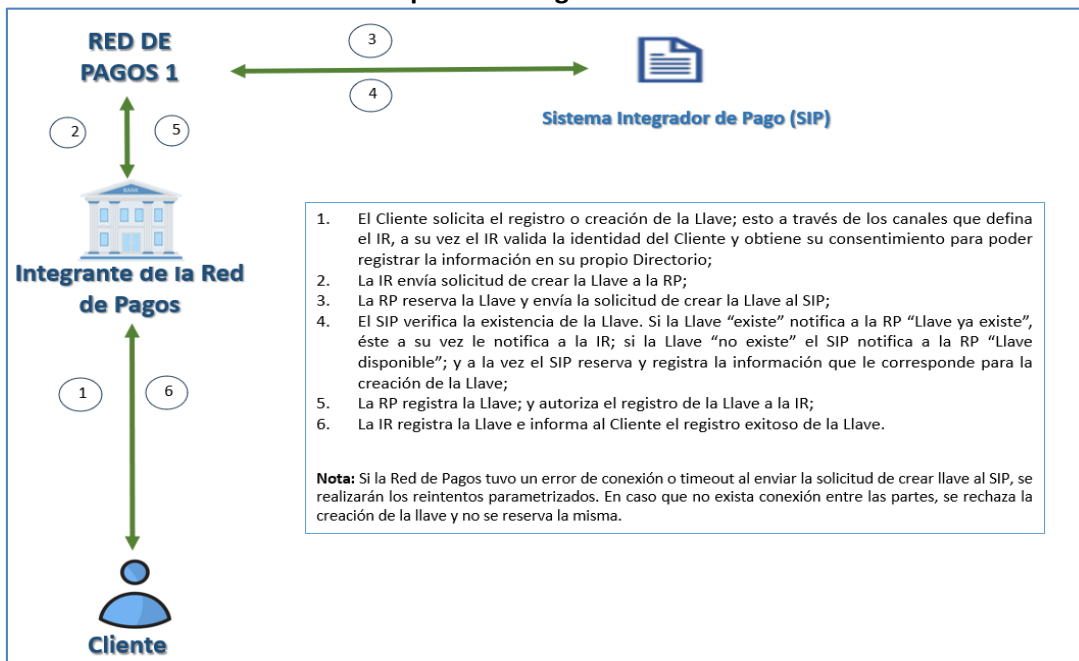 RED DE
PAGOS 1
3
4
Sistema Integrador de Pago (SIP)
2
5
BANK
Integrante de la Red
de Pagos
1
6
1. El Cliente solicita el registro o creación de la Llave; esto a través de los canales que defina
el IR, a su vez el IR valida la identidad del Cliente y obtiene su consentimiento para poder
registrar la información en su propio Directorio;
2. La IR envía solicitud de crear la Llave a la RP;
3. La RP reserva la Llave y envía la solicitud de crear la Llave al SIP;
4. El SIP verifica la existencia de la Llave. Si la Llave “existe” notifica a la RP “Llave ya existe”,
éste a su vez le notifica a la IR; si la Llave “no existe” el SIP notifica a la RP “Llave
disponible”; y a la vez el SIP reserva y registra la información que le corresponde para la
creación de la Llave;
5. La RP registra la Llave; y autoriza el registro de la Llave a la IR;
6. La IR registra la Llave e informa al Cliente el registro exitoso de la Llave.
Nota: Si la Red de Pagos tuvo un error de conexión o timeout al enviar la solicitud de crear llave al SIP, se
realizarán los reintentos parametrizados. En caso que no exista conexión entre las partes, se rechaza la
creación de la llave y no se reserva la misma.
Cliente